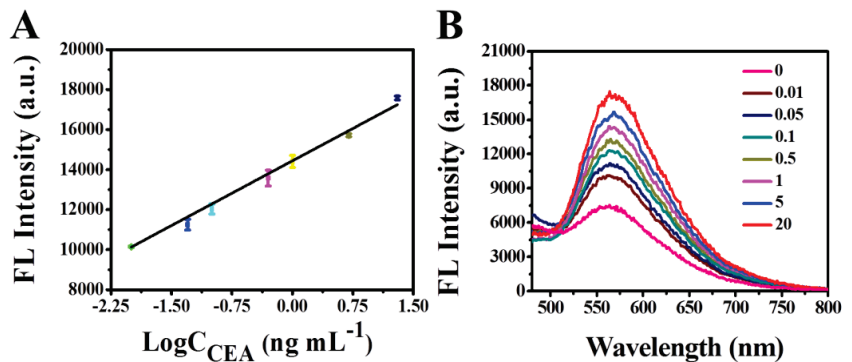 A
20000
18000
16000
14000
12000
10000
8000
FL Intensity (a.u.)
-2.25 -1.50 -0.75 0.00 0.75 1.50
LogC_CEA (ng mL⁻¹)
B
21000
18000
15000
12000
9000
6000
3000
0
FL Intensity (a.u.)
0
0.01
0.05
0.1
0.5
1
5
20
500 550 600 650 700 750 800
Wavelength (nm)